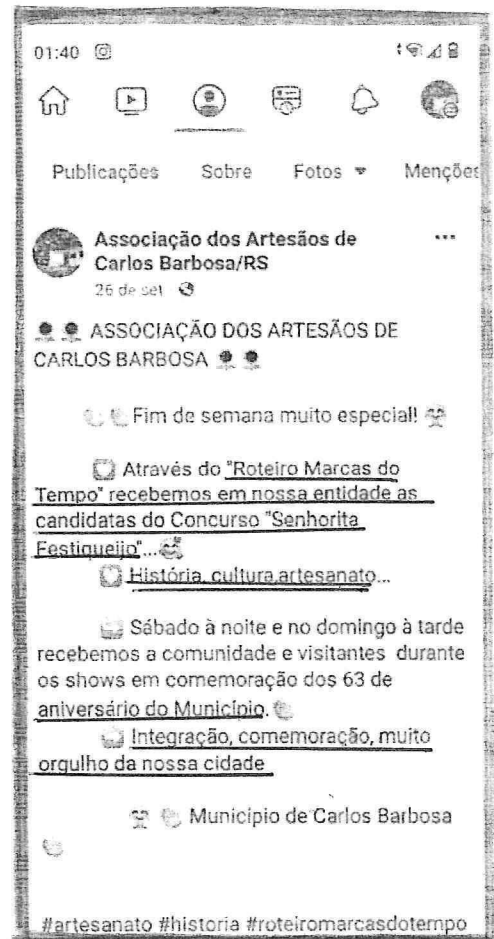 01:40
Publicações Sobre Fotos Menções
Associação dos Artesãos de
Carlos Barbosa/RS
26 de set
ASSOCIAÇÃO DOS ARTESÃOS DE
CARLOS BARBOSA
Fim de semana muito especial!
Através do "Roteiro Marcas do
Tempo" recebemos em nossa entidade as
candidatas do Concurso "Senhorita
Festiqueijo"...
História, cultura,artesanato...
Sábado à noite e no domingo à tarde
recebemos a comunidade e visitantes durante
os shows em comemoração dos 63 de
aniversário do Município.
Integração, comemoração, muito
orgulho da nossa cidade
Município de Carlos Barbosa
#artesanato #historia #roteiromarcasdotempo